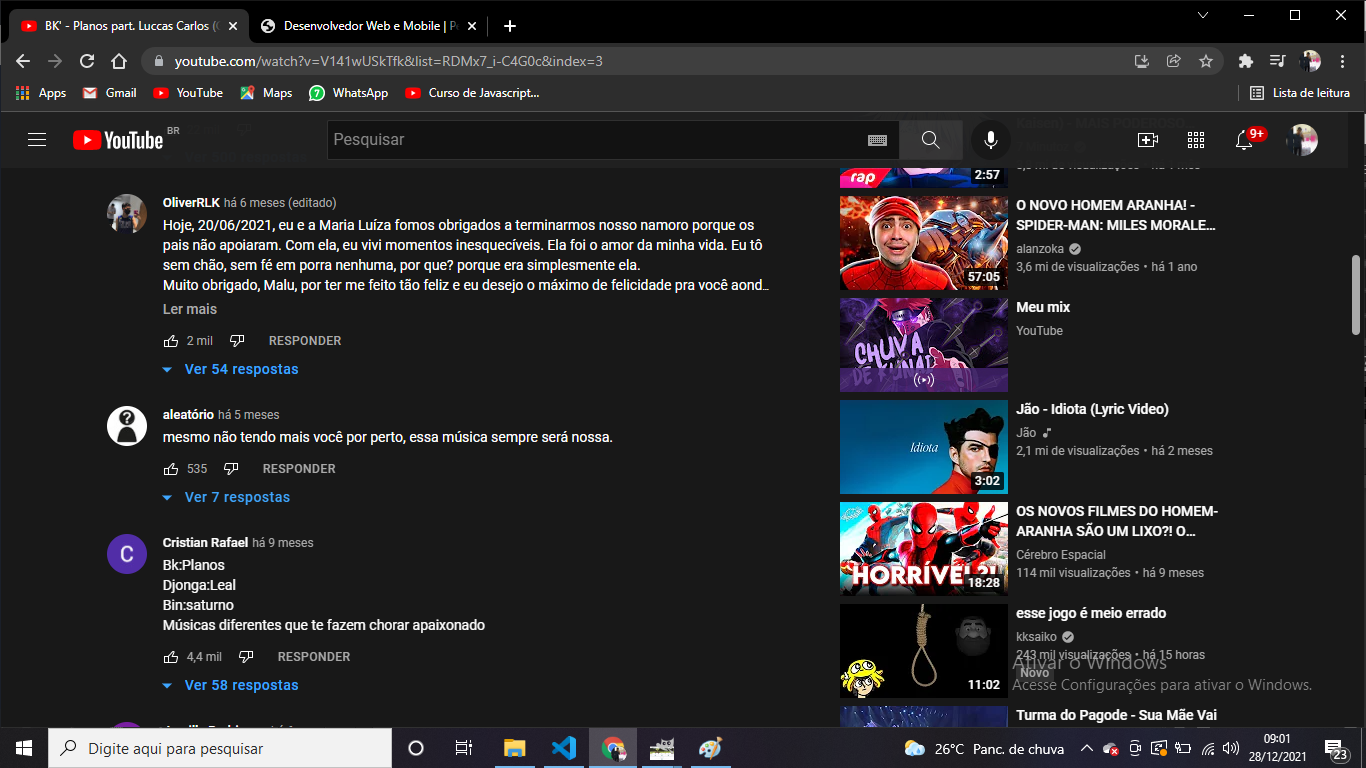 BK' - Planos part. Luccas Carlos (
Desenvolvedor Web e Mobile | P
youtube.com/watch?v=V141wUSkTfk&list=RDMx7_i-C4G0c&index=3
Apps
Gmail
YouTube
Maps
WhatsApp
Curso de Javascript...
Lista de leitura
YouTube
BR
Pesquisar
9+
rap
2:57
OliverRLK há 6 meses (editado)
Hoje, 20/06/2021, eu e a Maria Luíza fomos obrigados a terminarmos nosso namoro porque os
pais não apoiaram. Com ela, eu vivi momentos inesquecíveis. Ela foi o amor da minha vida. Eu tô
sem chão, sem fé em porra nenhuma, por que? porque era simplesmente ela.
Muito obrigado, Malu, por ter me feito tão feliz e eu desejo o máximo de felicidade pra você aond...
Ler mais
2 mil
RESPONDER
Ver 54 respostas
aleatório há 5 meses
mesmo não tendo mais você por perto, essa música sempre será nossa.
535
RESPONDER
Ver 7 respostas
C
Cristian Rafael há 9 meses
Bk:Planos
Djonga:Leal
Bin:saturno
Músicas diferentes que te fazem chorar apaixonado
4,4 mil
RESPONDER
Ver 58 respostas
57:05
O NOVO HOMEM ARANHA! -
SPIDER-MAN: MILES MORALE...
alanzoka
3,6 mi de visualizações • há 1 ano
CHUVA
DE KUNAI
Meu mix
YouTube
Idiota
3:02
Jão - Idiota (Lyric Video)
Jão
2,1 mi de visualizações • há 2 meses
HORRÍVEL?!
18:28
OS NOVOS FILMES DO HOMEM-
ARANHA SÃO UM LIXO?! O...
Cérebro Espacial
114 mil visualizações • há 9 meses
11:02
esse jogo é meio errado
kksaiko
243 mil visualizações • há 15 horas
Novo
Ativar o Windows
Acesse Configurações para ativar o Windows.
Turma do Pagode - Sua Mãe Vai
Digite aqui para pesquisar
26°C Panc. de chuva
09:01
28/12/2021
23